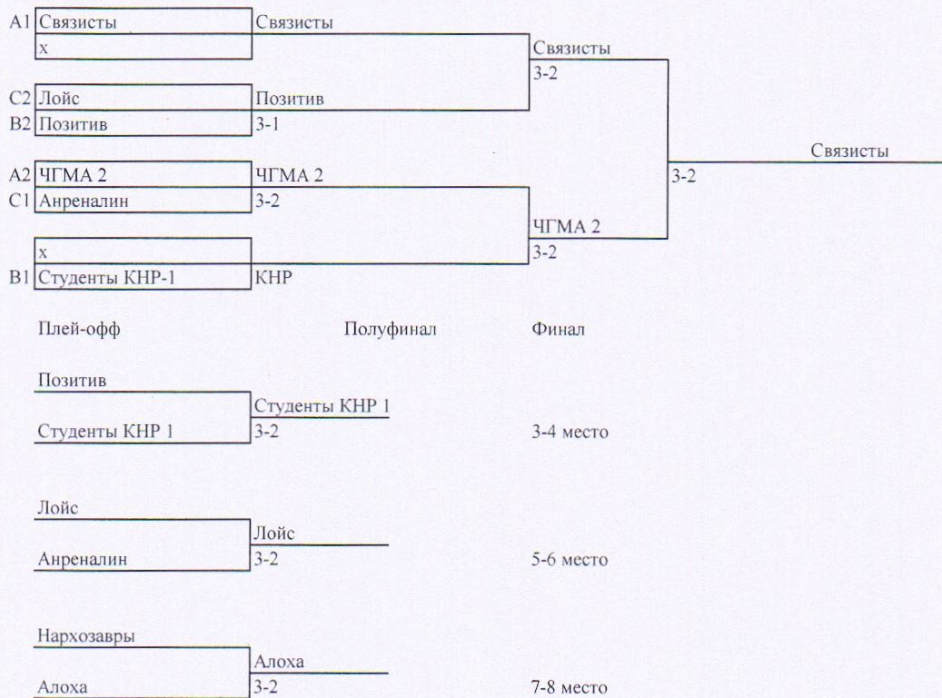 A1 Связисты Связисты
x
Связисты
3-2
C2 Лойс Позитив
B2 Позитив 3-1
Связисты
3-2
A2 ЧГМА 2 ЧГМА 2
C1 Анреналин 3-2
ЧГМА 2
3-2
x
B1 Студенты КНР-1 КНР
Плей-офф Полуфинал Финал
Позитив
Студенты КНР 1
Студенты КНР 1 3-2 3-4 место
Лойс
Лойс
Анреналин 3-2 5-6 место
Нархозавры
Алоха
Алоха 3-2 7-8 место